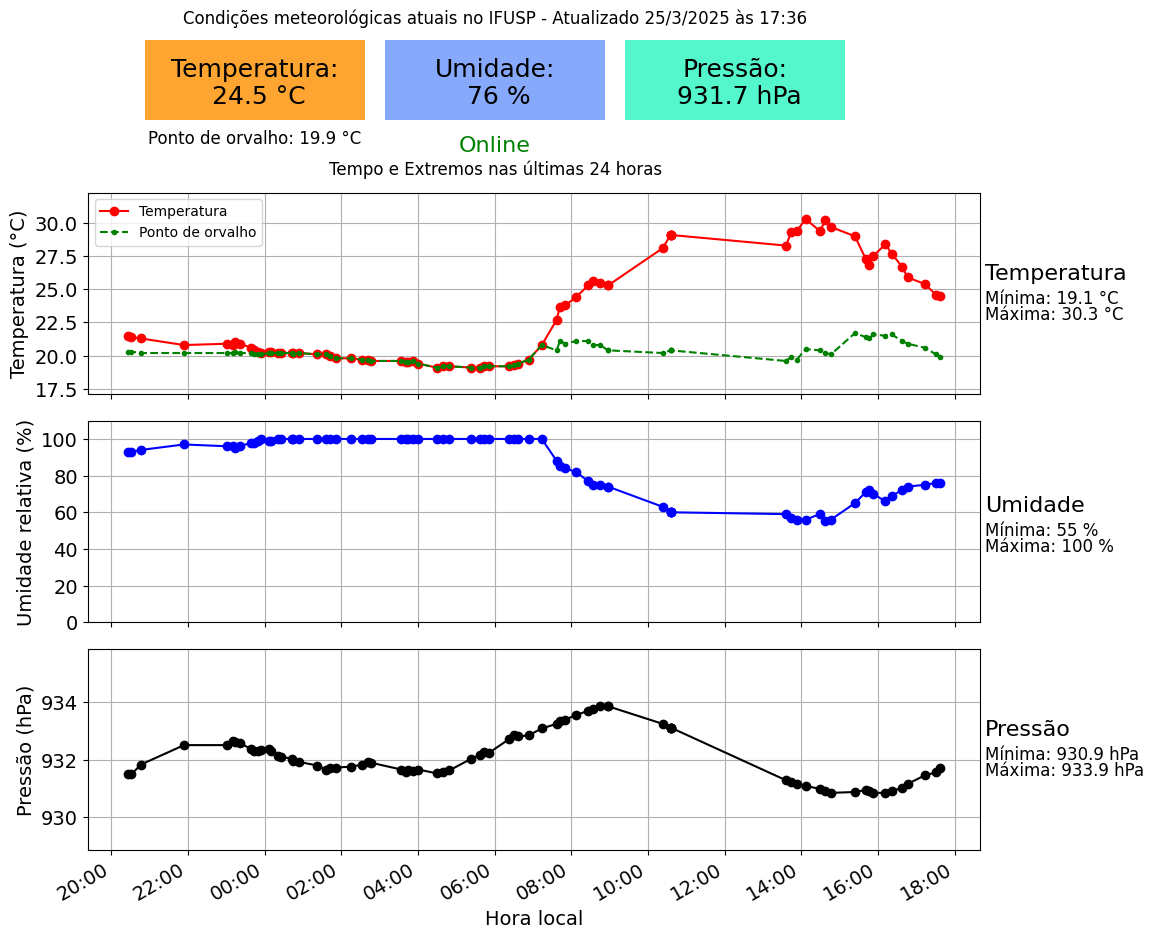 Condições meteorológicas atuais no IFUSP - Atualizado 25/3/2025 às 17:36
Temperatura:
24.5 °C
Umidade:
76 %
Pressão:
931.7 hPa
Ponto de orvalho: 19.9 °C
Online
Tempo e Extremos nas últimas 24 horas
Temperatura (°C)
30.0
27.5
25.0
22.5
20.0
17.5
Temperatura
Ponto de orvalho
Temperatura
Mínima: 19.1 °C
Máxima: 30.3 °C
Umidade relativa (%)
100
80
60
40
20
0
Umidade
Mínima: 55 %
Máxima: 100 %
Pressão (hPa)
934
932
930
Pressão
Mínima: 930.9 hPa
Máxima: 933.9 hPa
20:00 22:00 00:00 02:00 04:00 06:00 08:00 10:00 12:00 14:00 16:00 18:00
Hora local